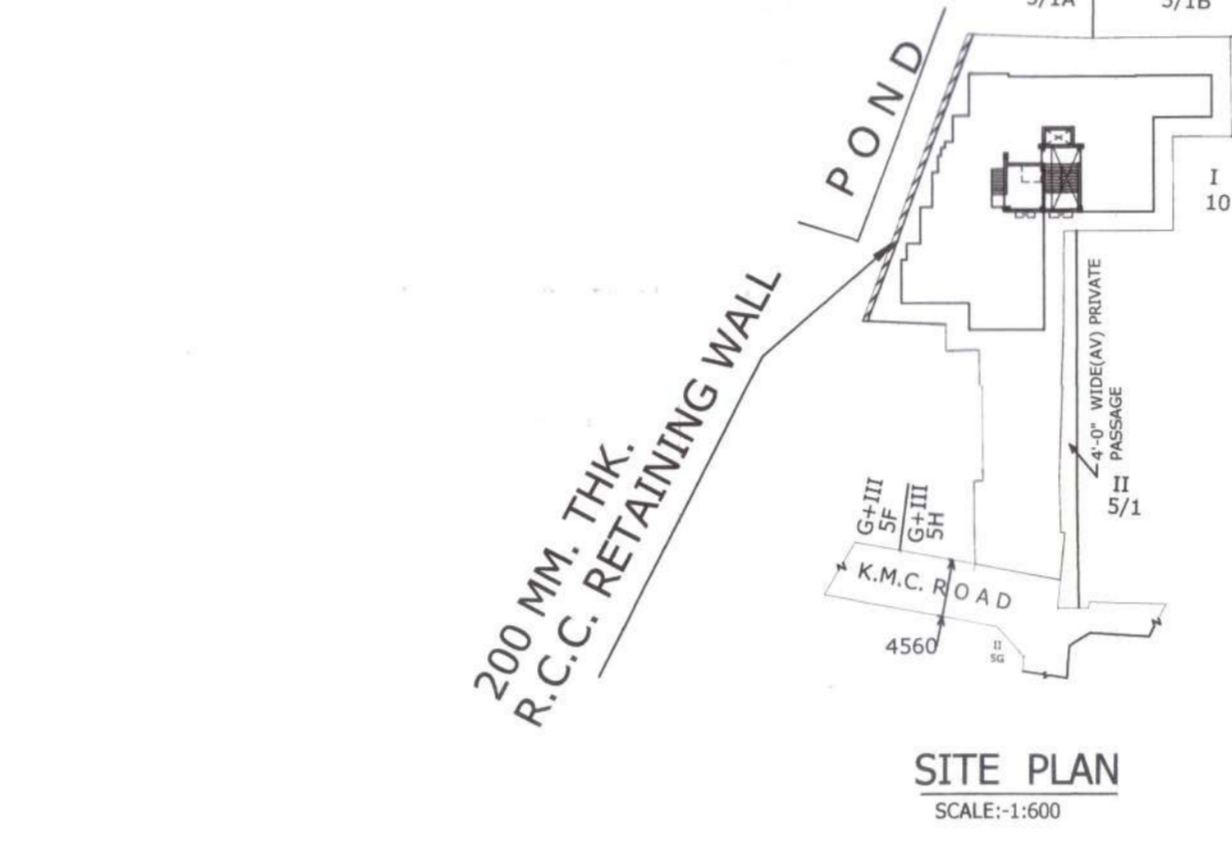 5/1A
5/1B
POND
I
10
200 MM. THK.
R.C.C. RETAINING WALL
4'-0" WIDE(AV) PRIVATE
PASSAGE
II
5/1
G+III
5F
G+III
5H
K.M.C. ROAD
4560
II
5G
SITE PLAN
SCALE:-1:600